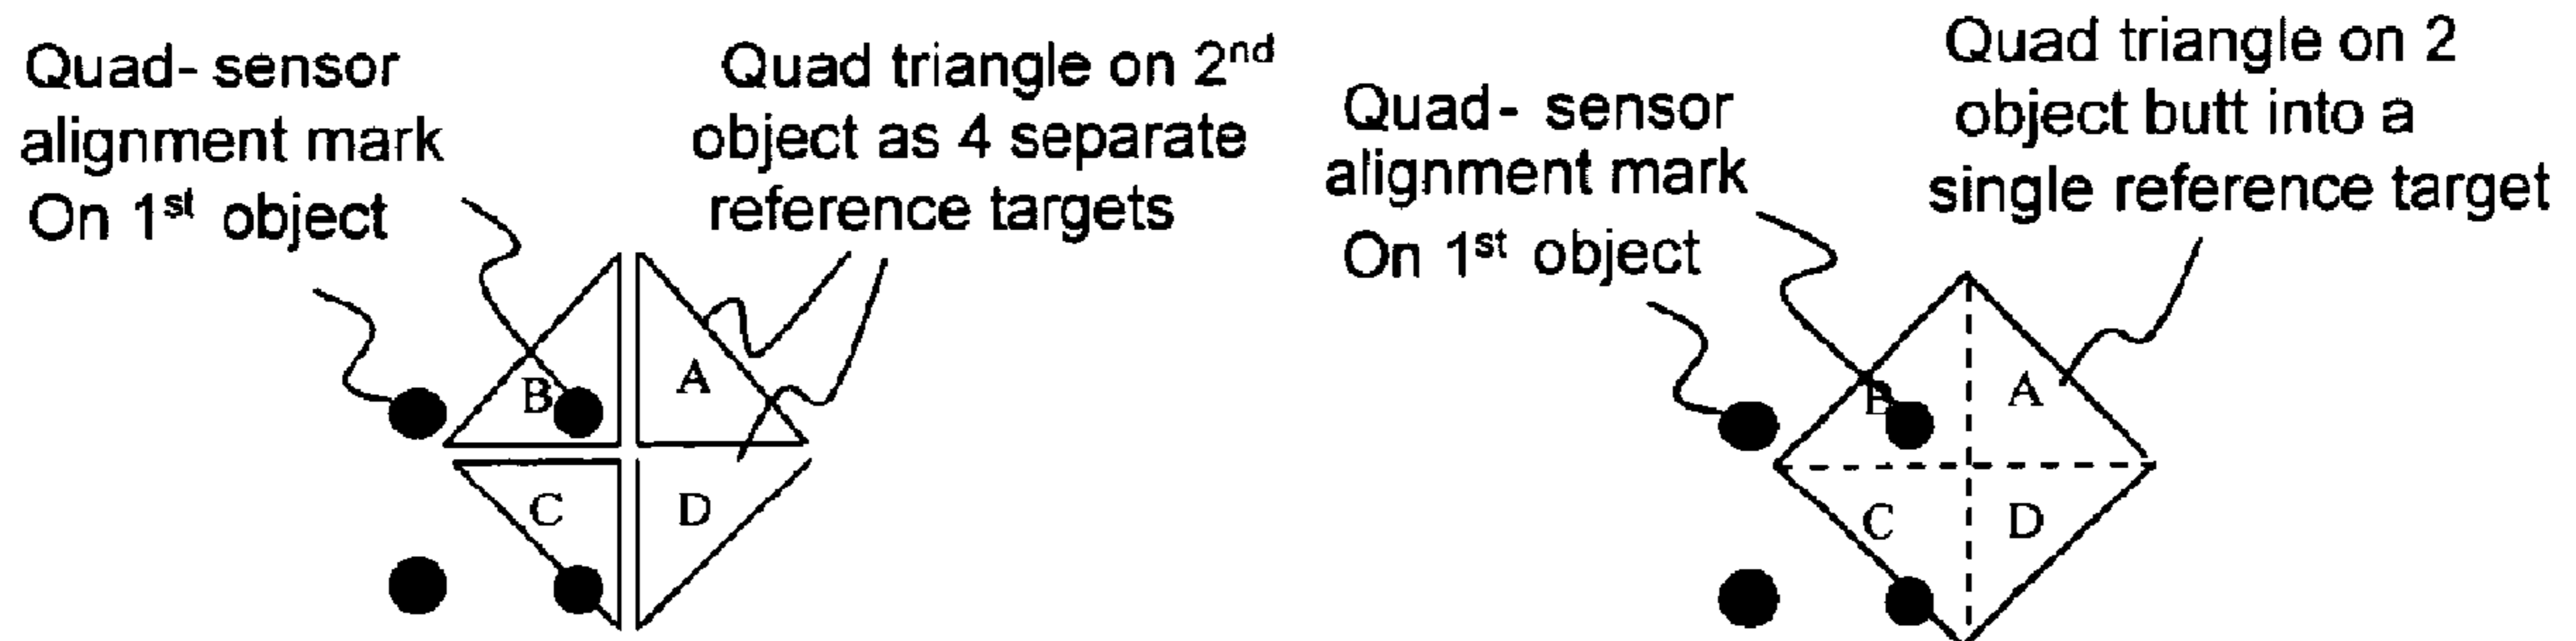 Quad- sensor
alignment mark
On 1st object
Quad triangle on 2nd
object as 4 separate
reference targets
B
A
C
D
Quad- sensor
alignment mark
On 1st object
Quad triangle on 2
object butt into a
single reference target
B
A
C
D